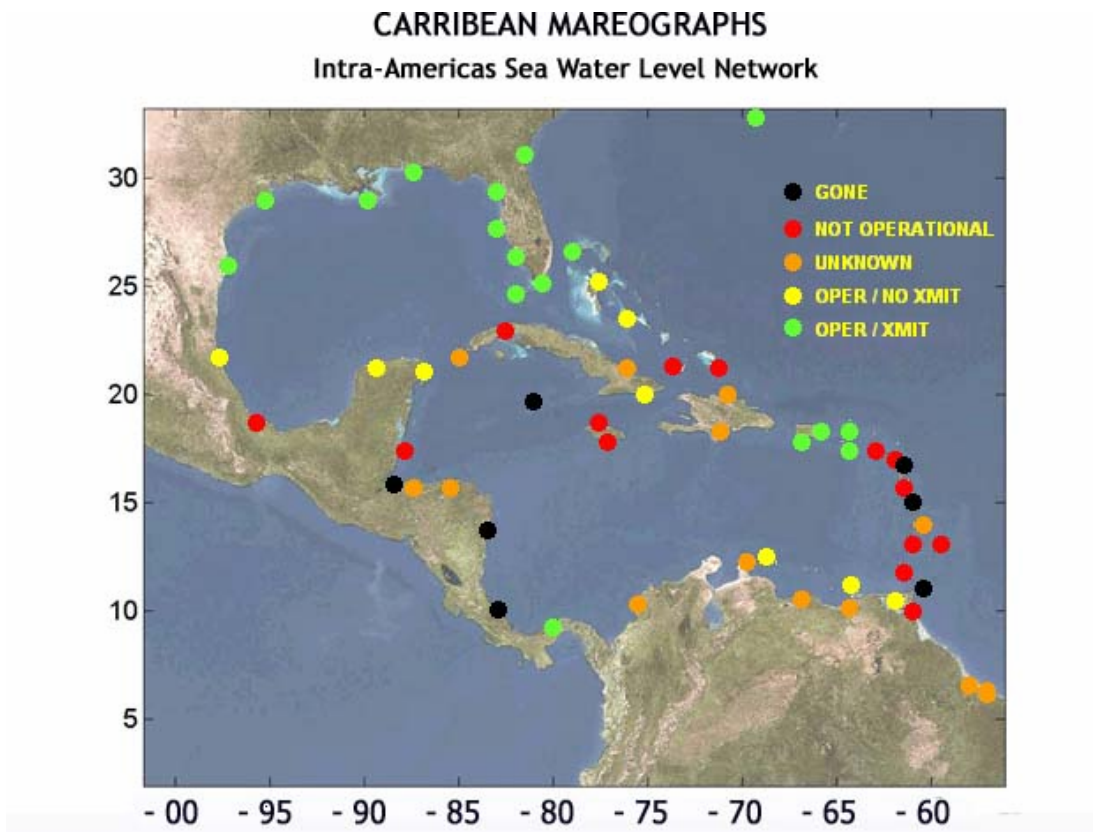 CARRIBEAN MAREOGRAPHS
Intra-Americas Sea Water Level Network
30
GONE
NOT OPERATIONAL
UNKNOWN
25
OPER / NO XMIT
OPER / XMIT
20
15
10
5
- 00 - 95 - 90 - 85 - 80 - 75 - 70 - 65 - 60